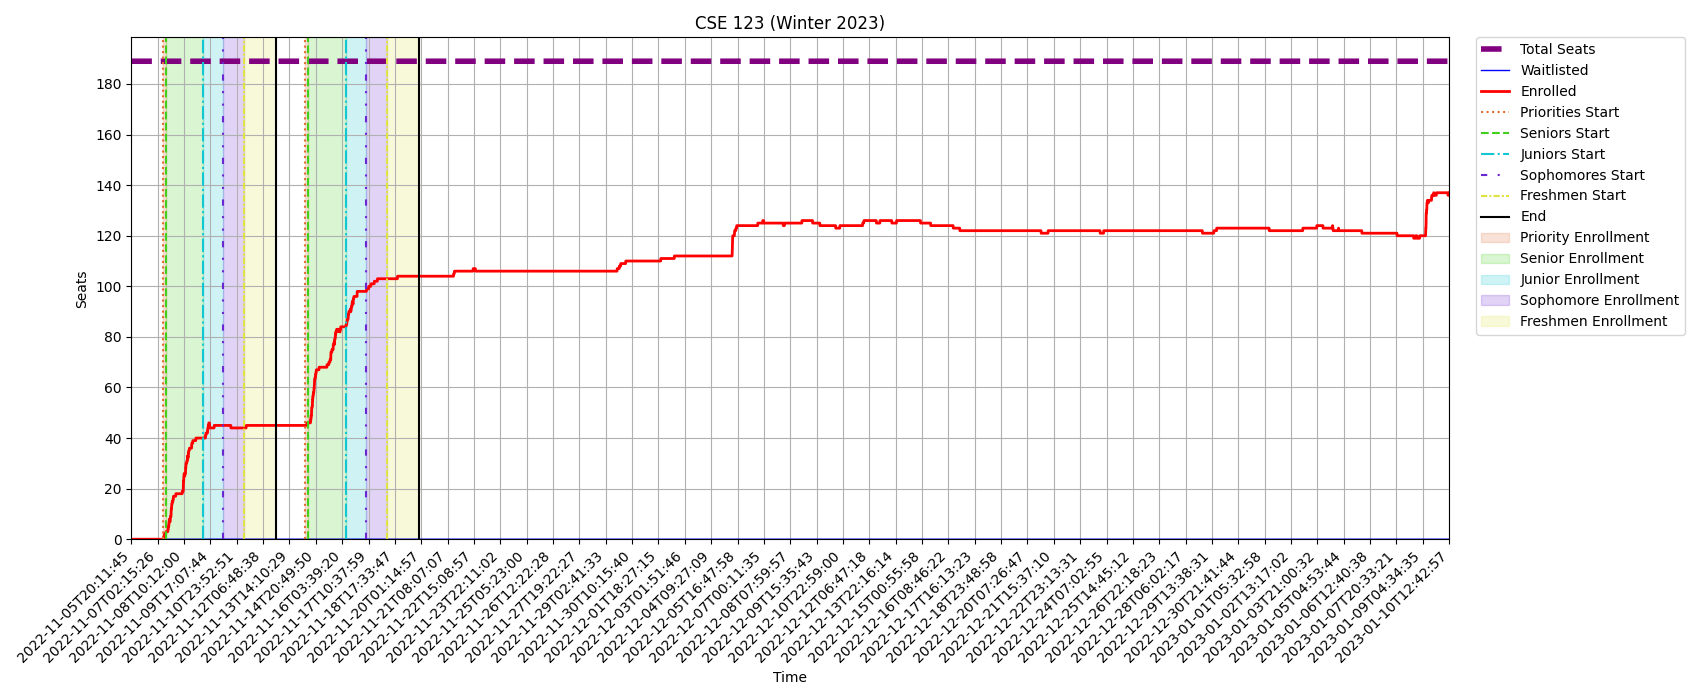 CSE 123 (Winter 2023)
Seats
180
160
140
120
100
80
60
40
20
0
2022-11-05T20:11:45
2022-11-07T02:15:26
2022-11-08T10:12:00
2022-11-09T17:07:44
2022-11-10T23:52:51
2022-11-12T06:48:38
2022-11-13T14:10:29
2022-11-14T20:49:50
2022-11-16T03:39:20
2022-11-17T10:37:59
2022-11-18T17:33:47
2022-11-20T01:14:57
2022-11-21T08:07:07
2022-11-22T15:08:57
2022-11-23T22:11:02
2022-11-25T05:23:00
2022-11-26T12:22:28
2022-11-27T19:22:27
2022-11-29T02:41:33
2022-11-30T10:15:40
2022-12-01T18:27:15
2022-12-03T01:51:46
2022-12-04T09:27:09
2022-12-05T16:47:58
2022-12-07T00:11:35
2022-12-08T07:59:57
2022-12-09T15:35:43
2022-12-10T22:59:00
2022-12-12T06:47:18
2022-12-13T22:16:14
2022-12-15T00:55:58
2022-12-16T08:46:22
2022-12-17T16:13:23
2022-12-18T23:48:58
2022-12-20T07:26:47
2022-12-21T15:37:10
2022-12-22T23:13:31
2022-12-24T07:02:55
2022-12-25T14:45:12
2022-12-26T22:18:23
2022-12-28T06:02:17
2022-12-29T13:38:31
2022-12-30T21:41:44
2023-01-01T05:32:58
2023-01-02T13:17:02
2023-01-03T21:00:32
2023-01-05T04:53:44
2023-01-06T12:40:38
2023-01-07T20:33:21
2023-01-09T04:34:35
2023-01-10T12:42:57
Time
Total Seats
Waitlisted
Enrolled
Priorities Start
Seniors Start
Juniors Start
Sophomores Start
Freshmen Start
End
Priority Enrollment
Senior Enrollment
Junior Enrollment
Sophomore Enrollment
Freshmen Enrollment